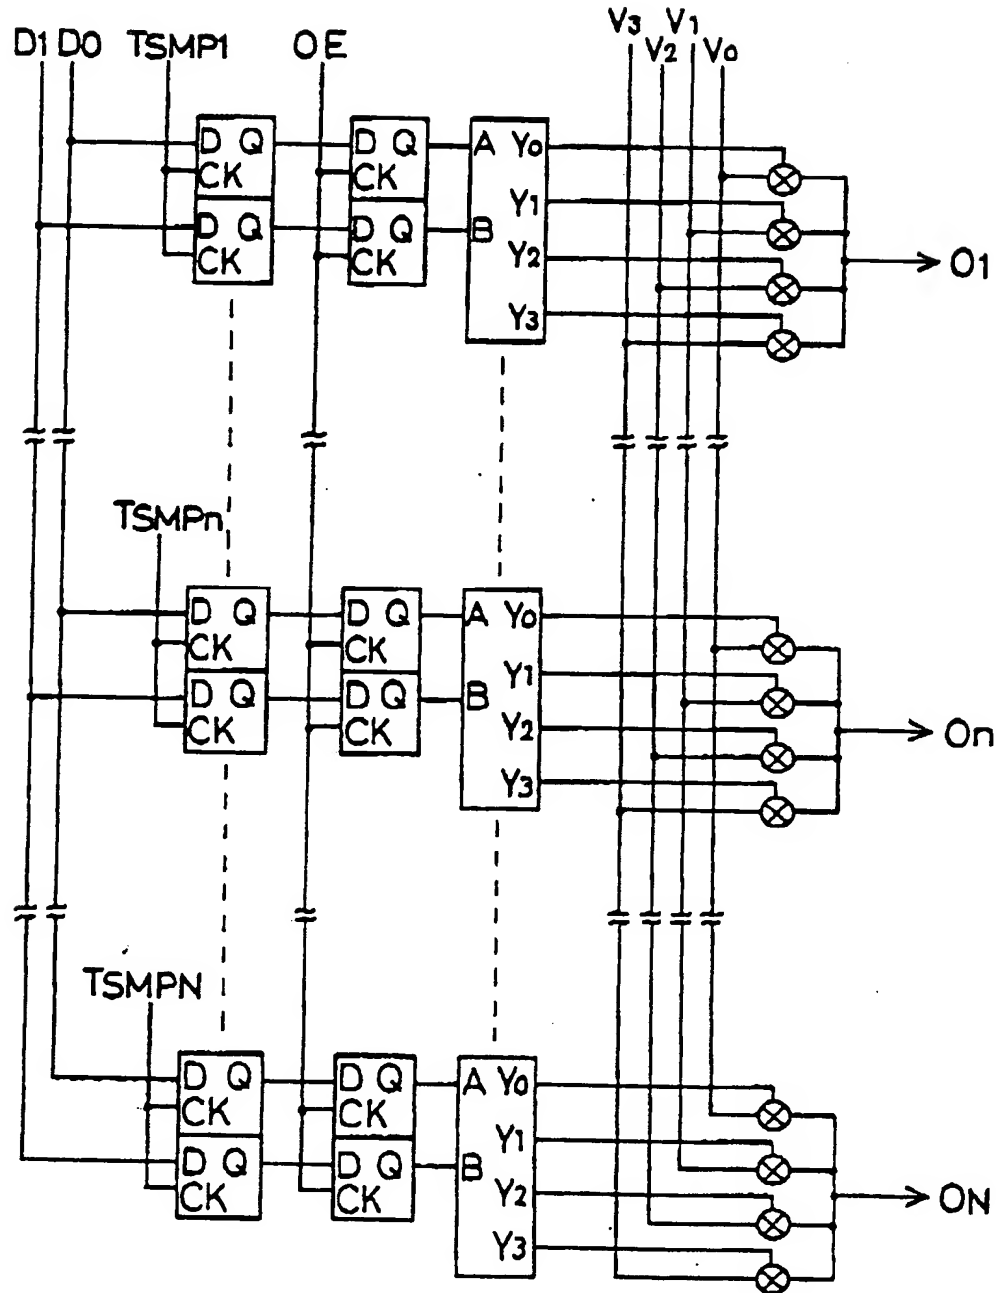 D1 D0 TSMP1 OE V3 V2 V1 V0
D Q D Q A Y0
CK CK
Y1
D Q D Q B
CK CK Y2
O1
Y3
TSMPn
D Q D Q A Y0
CK CK
Y1
D Q D Q B
CK CK Y2
On
Y3
TSMPN
D Q D Q A Y0
CK CK
Y1
D Q D Q B
CK CK Y2
ON
Y3